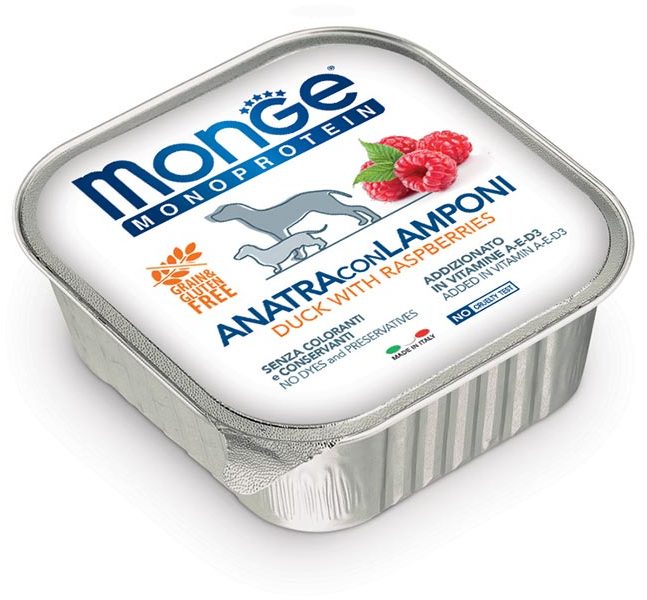 monge®
MONOPROTEIN
GRAIN&
GLUTEN
FREE
ANATRA con LAMPONI
DUCK WITH RASPBERRIES
SENZA COLORANTI
e CONSERVANTI
NO DYES and PRESERVATIVES
ADDIZIONATO
IN VITAMINE A-E-D3
ADDED IN VITAMIN A-E-D3
NO CRUELTY TEST
MADE IN ITALY